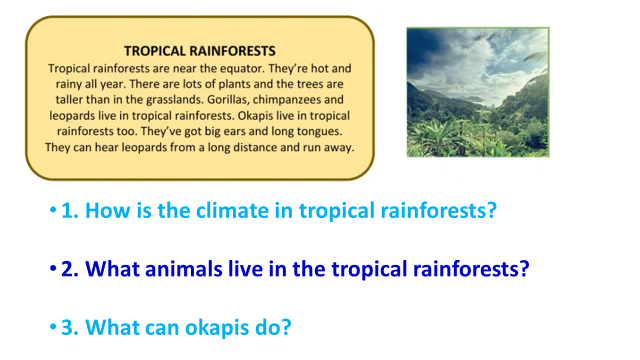 TROPICAL RAINFORESTS
Tropical rainforests are near the equator. They’re hot and
rainy all year. There are lots of plants and the trees are
taller than in the grasslands. Gorillas, chimpanzees and
leopards live in tropical rainforests. Okapis live in tropical
rainforests too. They’ve got big ears and long tongues.
They can hear leopards from a long distance and run away.
• 1. How is the climate in tropical rainforests?
• 2. What animals live in the tropical rainforests?
• 3. What can okapis do?